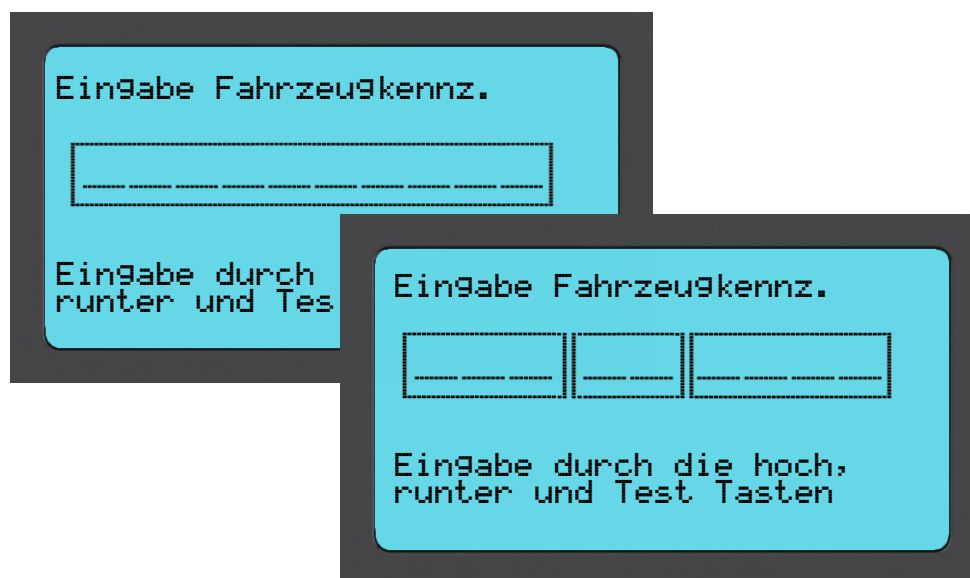 Eingabe Fahrzeugkennz.
Eingabe durch
runter und Tes
Eingabe Fahrzeugkennz.
Eingabe durch die hoch,
runter und Test Tasten